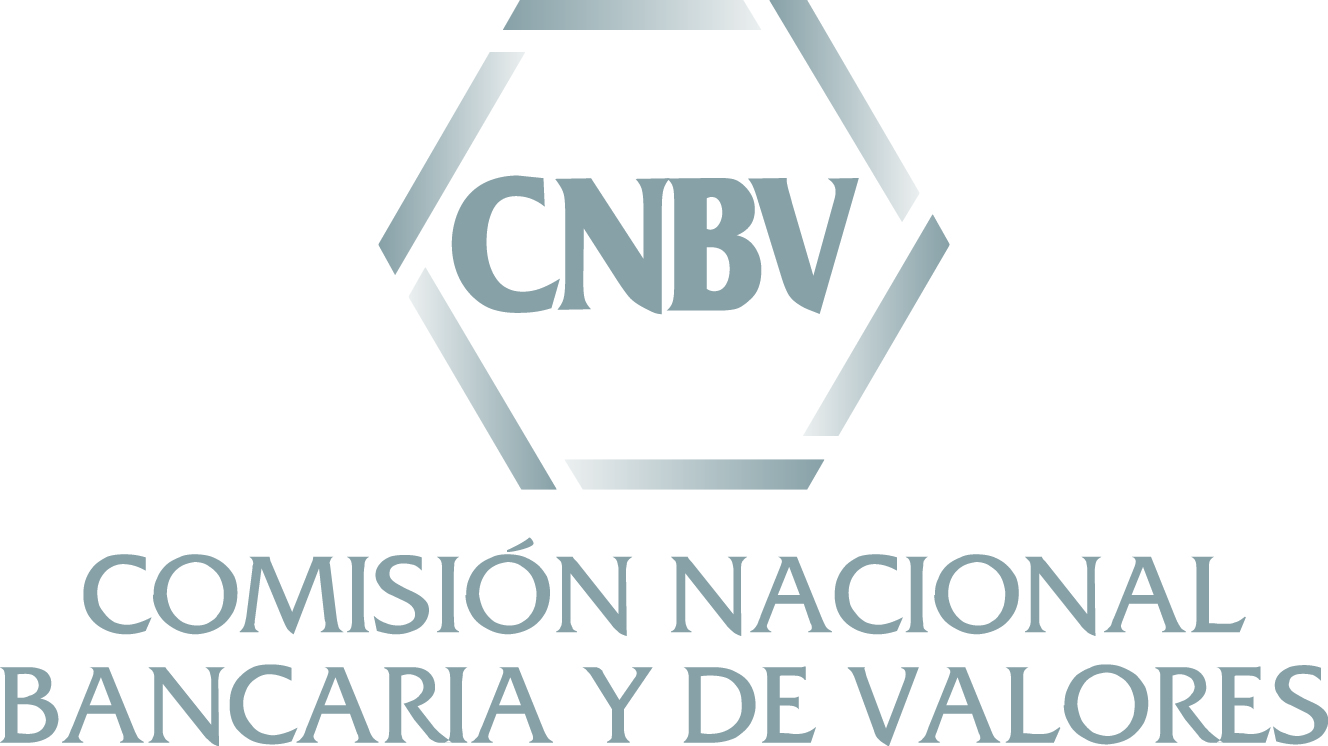 CNBV
COMISIÓN NACIONAL
BANCARIA Y DE VALORES